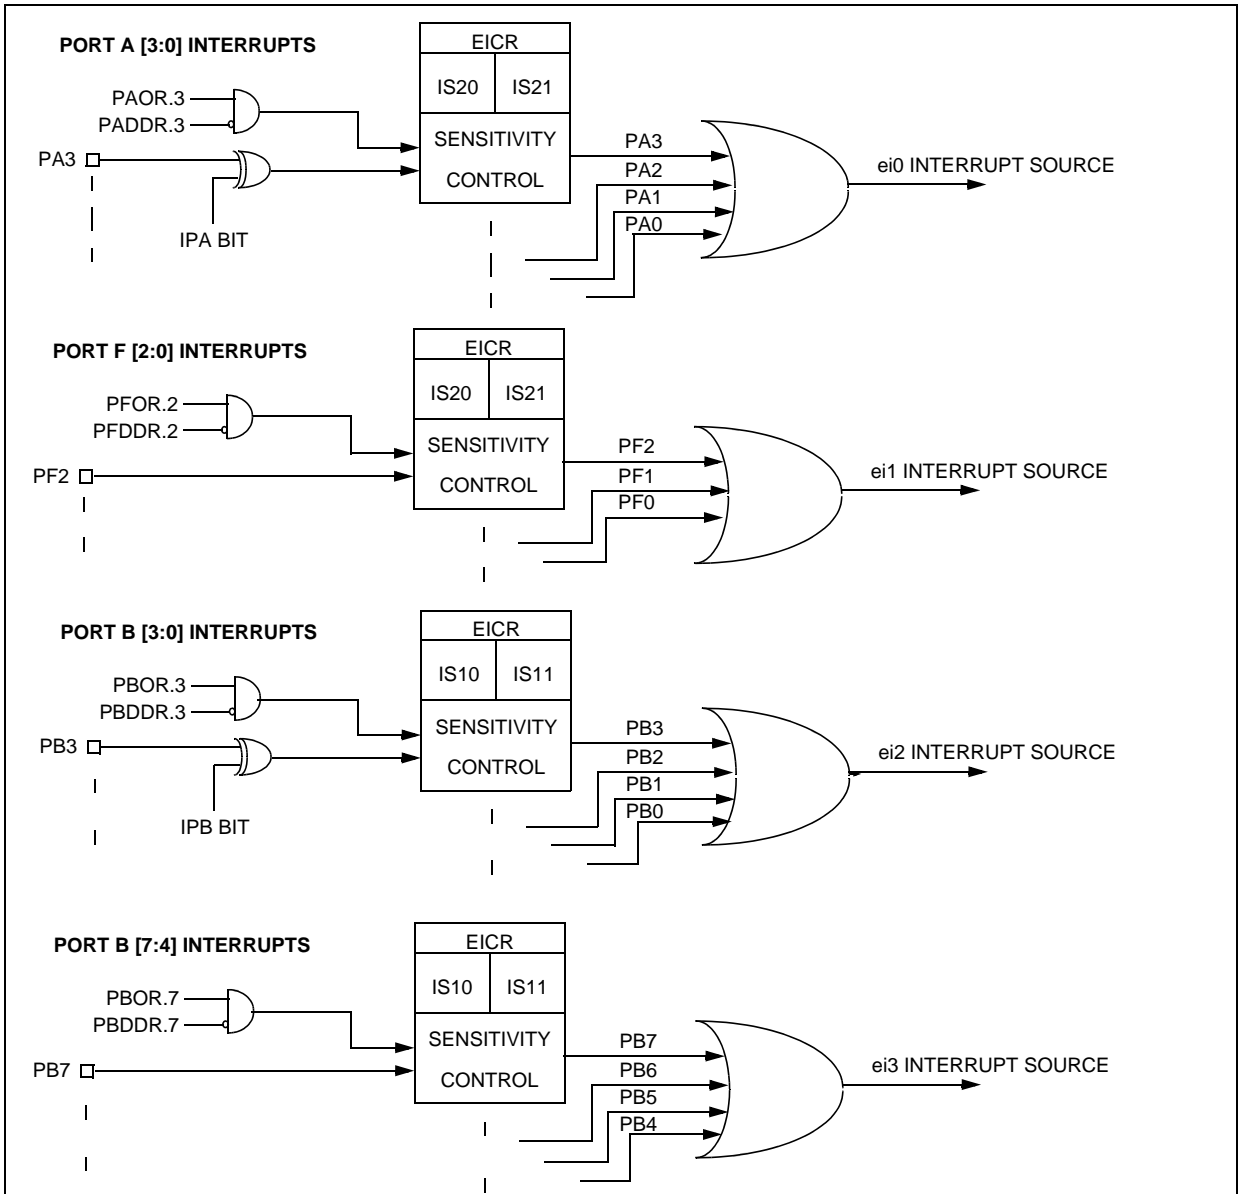 PORT A [3:0] INTERRUPTS
EICR
IS20 IS21
PAOR.3
PADDR.3
SENSITIVITY
CONTROL
PA3
IPA BIT
PA3
PA2
PA1
PA0
ei0 INTERRUPT SOURCE
PORT F [2:0] INTERRUPTS
EICR
IS20 IS21
PFOR.2
PFDDR.2
SENSITIVITY
CONTROL
PF2
PF2
PF1
PF0
ei1 INTERRUPT SOURCE
PORT B [3:0] INTERRUPTS
EICR
IS10 IS11
PBOR.3
PBDDR.3
SENSITIVITY
CONTROL
PB3
IPB BIT
PB3
PB2
PB1
PB0
ei2 INTERRUPT SOURCE
PORT B [7:4] INTERRUPTS
EICR
IS10 IS11
PBOR.7
PBDDR.7
SENSITIVITY
CONTROL
PB7
PB7
PB6
PB5
PB4
ei3 INTERRUPT SOURCE